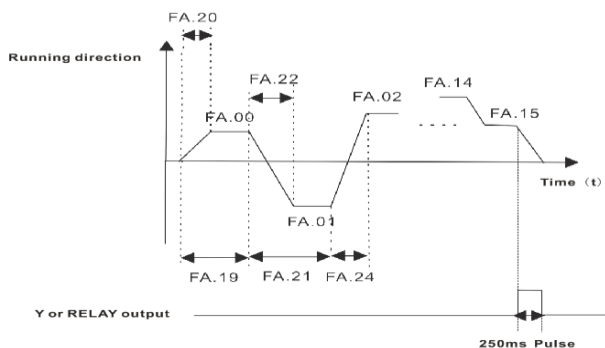 FA.20
Running direction
FA.22
FA.14
FA.02
FA.00
FA.15
. . . .
Time (t)
FA.01
FA.19
FA.21
FA.24
Y or RELAY output
250ms Pulse